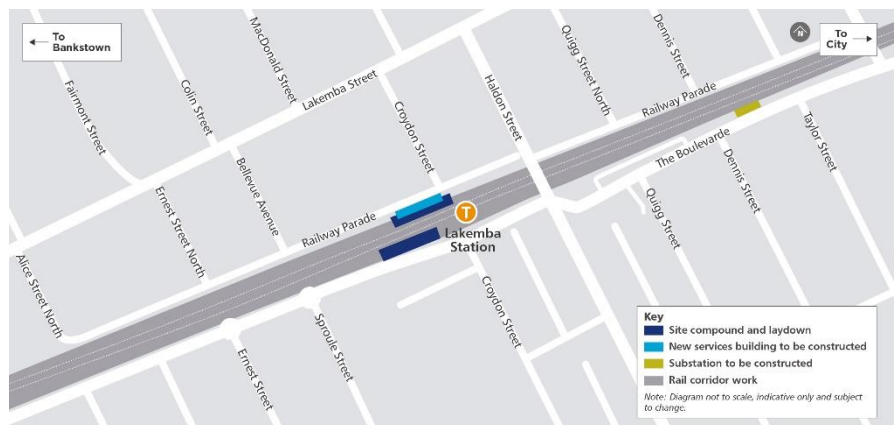 To
Bankstown
Fairmont Street
Colin Street
MacDonald Street
Lakemba Street
Croydon Street
Haldon Street
Quigg Street North
Dennis Street
Railway Parade
N
To
City
Bellevue Avenue
Ernest Street North
Alice Street North
Railway Parade
T
Lakemba
Station
The Boulevarde
Taylor Street
Dennis Street
Quigg Street
Croydon Street
Sproule Street
Ernest Street
Key
Site compound and laydown
New services building to be constructed
Substation to be constructed
Rail corridor work
Note: Diagram not to scale, indicative only and subject
to change.